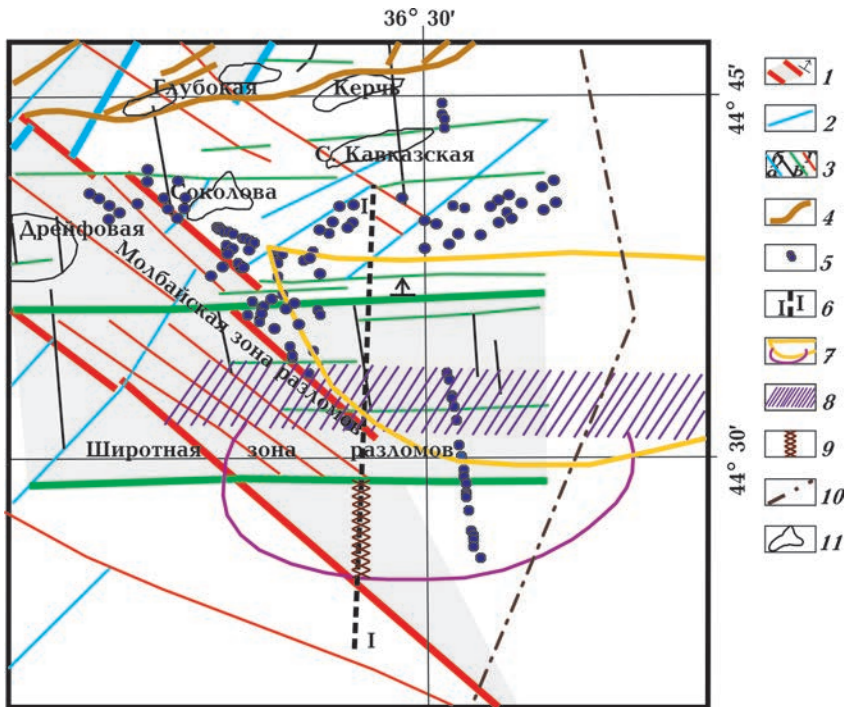 36° 30′
44° 45′
Глубокая
Керчь
С. Кавказская
Соколова
I
Дрейфовая
Молбайская зона разломов
44° 30′
Широтная зона разломов
I
1
2
а б в 3
4
5
I I 6
7
8
9
10
11